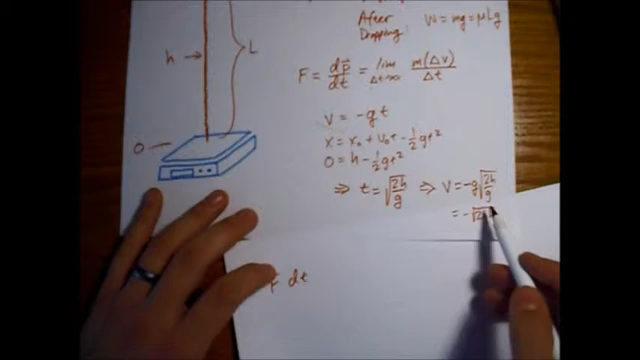 After
Dropping:
W = mg = μLg
h →
L
F = dp⃗/dt = lim Δt→∞ m(Δv)/Δt
V = -gt
x = x₀ + v₀t - ½gt²
0 —
0 = h - ½gt²
⇒ t = √(2h/g) ⇒ V = -g√(2h/g)
= -√2
dt